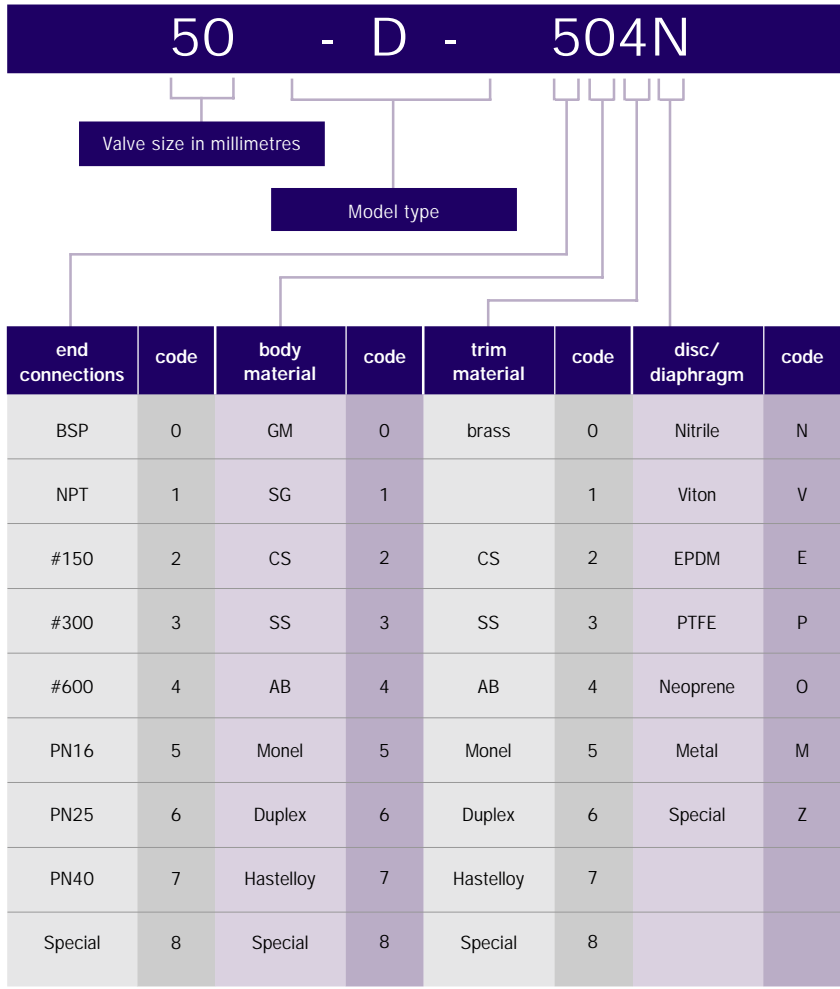 50 - D - 504N
Valve size in millimetres
Model type
end connections code body material code trim material code disc/ diaphragm code
BSP 0 GM 0 brass 0 Nitrile N
NPT 1 SG 1 1 Viton V
#150 2 CS 2 CS 2 EPDM E
#300 3 SS 3 SS 3 PTFE P
#600 4 AB 4 AB 4 Neoprene O
PN16 5 Monel 5 Monel 5 Metal M
PN25 6 Duplex 6 Duplex 6 Special Z
PN40 7 Hastelloy 7 Hastelloy 7
Special 8 Special 8 Special 8